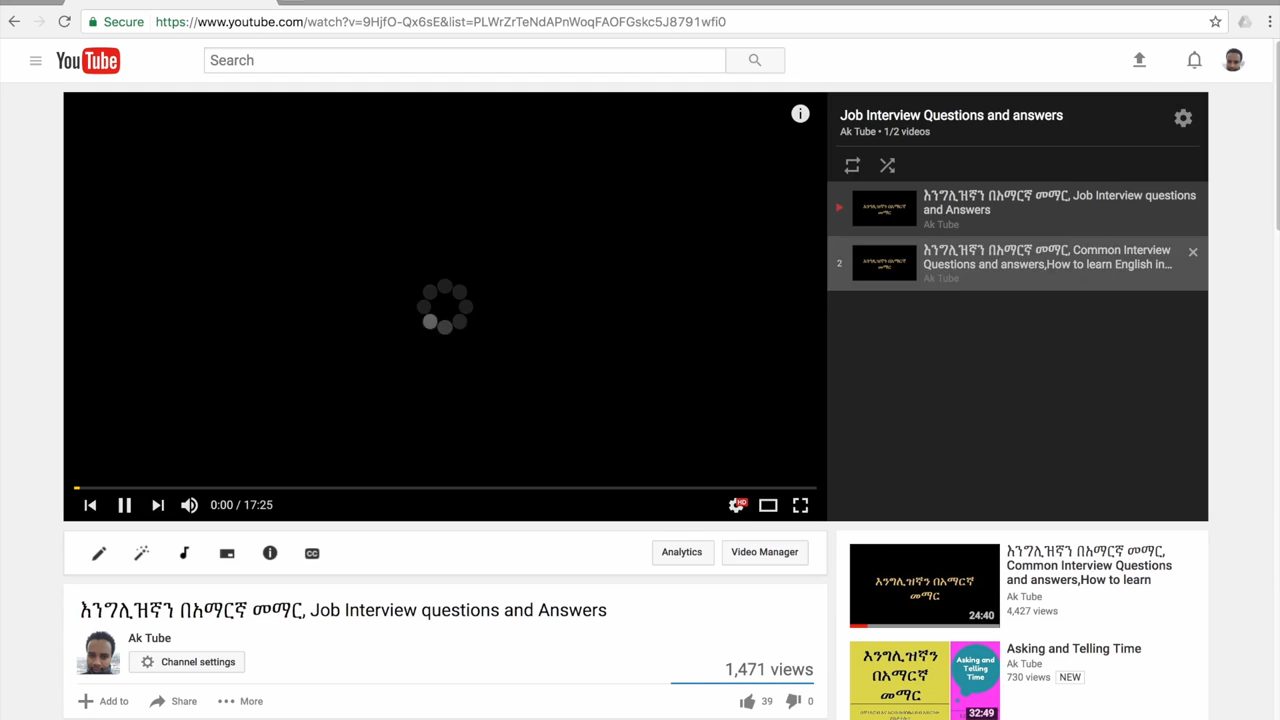 Secure
https://www.youtube.com/watch?v=9HjfO-Qx6sE&list=PLWrZrTeNdAPnWoqFAOFGskc5J8791wfi0
YouTube
Search
Job Interview Questions and answers
Ak Tube • 1/2 videos
እንግሊዝኛን በአማርኛ መማር, Job Interview questions
and Answers
Ak Tube
2
እንግሊዝኛን በአማርኛ መማር, Common Interview
Questions and answers,How to learn English in...
Ak Tube
0:00 / 17:25
HD
CC
Analytics
Video Manager
እንግሊዝኛን በአማርኛ መማር, Job Interview questions and Answers
Ak Tube
Channel settings
1,471 views
Add to
Share
More
39
0
እንግሊዝኛን በአማርኛ
መማር
24:40
እንግሊዝኛን በአማርኛ መማር,
Common Interview Questions
and answers,How to learn
Ak Tube
4,427 views
እንግሊዝኛን
በአማርኛ
መማር
Asking and
Telling
Time
32:49
Asking and Telling Time
Ak Tube
730 views
NEW